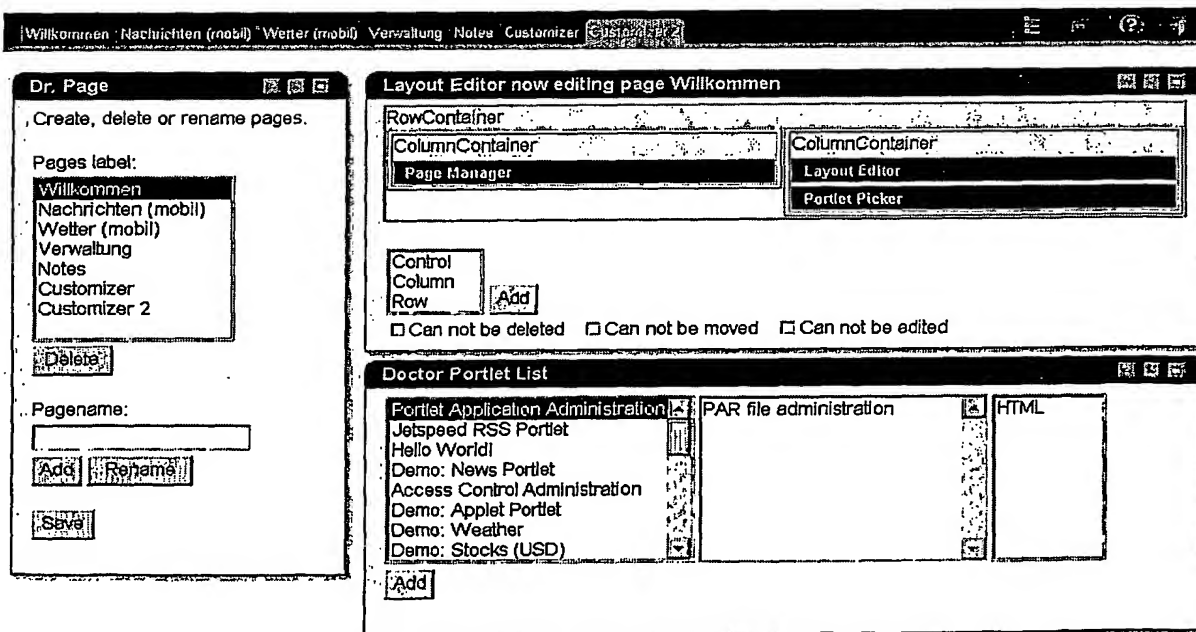 Willkommen Nachrichten (mobil) Wetter (mobil) Verwaltung Notes Customizer Customizer 2
(?)
Dr. Page
Create, delete or rename pages.
Pages label:
Willkommen
Nachrichten (mobil)
Wetter (mobil)
Verwaltung
Notes
Customizer
Customizer 2
Delete
Pagename:
Add Rename
Save
Layout Editor now editing page Willkommen
RowContainer
ColumnContainer
Page Manager
ColumnContainer
Layout Editor
Portlet Picker
Control
Column
Row
Add
Can not be deleted Can not be moved Can not be edited
Doctor Portlet List
Portlet Application Administration
Jetspeed RSS Portlet
Hello World!
Demo: News Portlet
Access Control Administration
Demo: Applet Portlet
Demo: Weather
Demo: Stocks (USD)
PAR file administration
HTML
Add